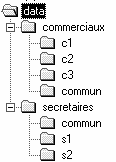 data
commerciaux
c1
c2
c3
commun
secretaires
commun
s1
s2